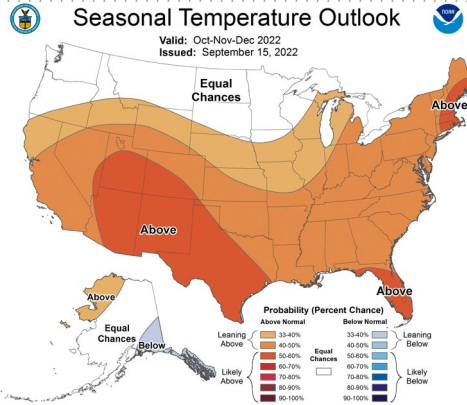 Seasonal Temperature Outlook
NOAA
Valid: Oct-Nov-Dec 2022
Issued: September 15, 2022
Equal
Chances
Above
Above
Above
Above
Equal
Chances
Below
Probability (Percent Chance)
Above Normal
Below Normal
Leaning
Above
33-40%
40-50%
50-60%
60-70%
70-80%
80-90%
90-100%
Likely
Above
Equal
Chances
33-40%
40-50%
50-60%
60-70%
70-80%
80-90%
90-100%
Leaning
Below
Likely
Below